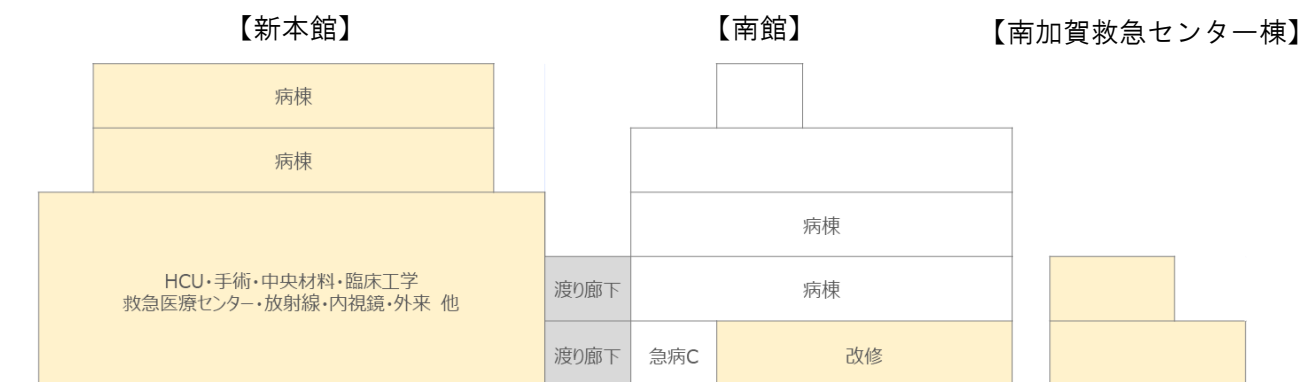 【新本館】
【南館】
【南加賀救急センター棟】
病棟
病棟
病棟
HCU・手術・中央材料・臨床工学
救急医療センター・放射線・内視鏡・外来 他
渡り廊下
病棟
渡り廊下
急病C
改修